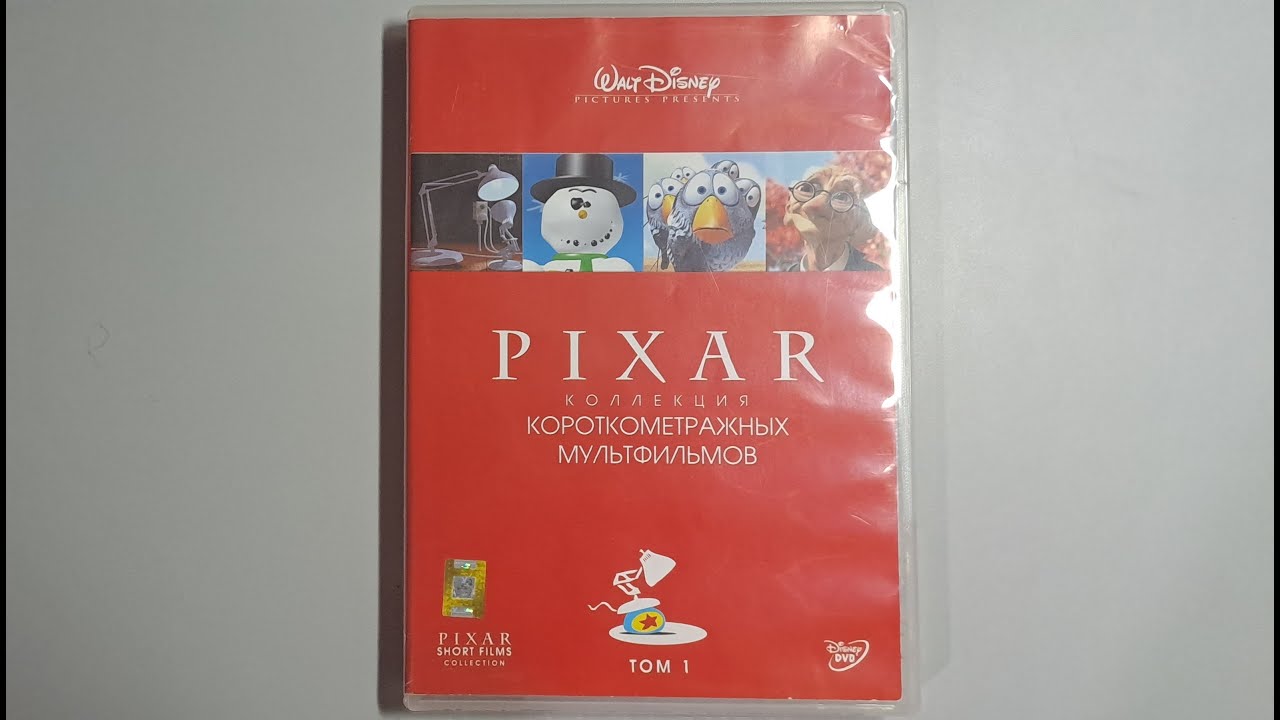 WALT DISNEY
PICTURES PRESENTS
PIXAR
КОЛЛЕКЦИЯ
КОРОТКОМЕТРАЖНЫХ
МУЛЬТФИЛЬМОВ
PIXAR
SHORT FILMS
COLLECTION
ТОМ 1
DISNEY
DVD